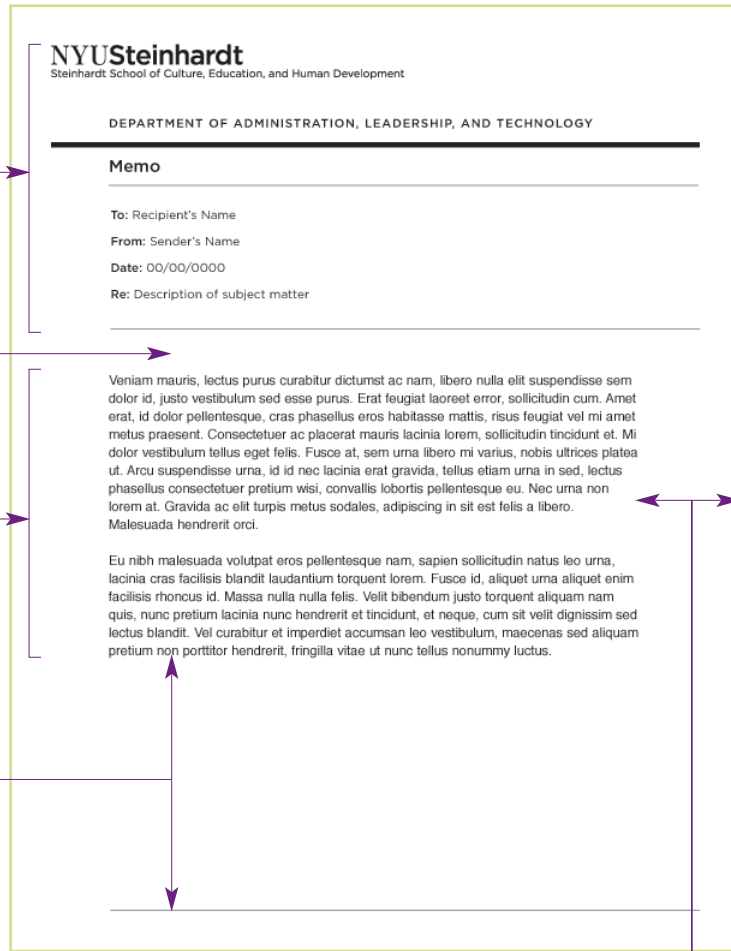 NYUSteinhardt
Steinhardt School of Culture, Education, and Human Development
DEPARTMENT OF ADMINISTRATION, LEADERSHIP, AND TECHNOLOGY
Memo
To: Recipient's Name
From: Sender's Name
Date: 00/00/0000
Re: Description of subject matter
Veniam mauris, lectus purus curabitur dictumst ac nam, libero nulla elit suspendisse sem
dolor id, justo vestibulum sed esse purus. Erat feugiat laoreet error, sollicitudin cum. Amet
erat, id dolor pellentesque, cras phasellus eros habitasse mattis, risus feugiat vel mi amet
metus praesent. Consectetuer ac placerat mauris lacinia lorem, sollicitudin tincidunt et. Mi
dolor vestibulum tellus eget felis. Fusce at, sem urna libero mi varius, nobis ultrices platea
ut. Arcu suspendisse urna, id id nec lacinia erat gravida, tellus etiam urna in sed, lectus
phasellus consectetuer pretium wisi, convallis lobortis pellentesque eu. Nec urna non
lorem at. Gravida ac elit turpis metus sodales, adipiscing in sit est felis a libero.
Malesuada hendrerit orci.
Eu nibh malesuada volutpat eros pellentesque nam, sapien sollicitudin natus leo urna,
lacinia cras facilisis blandit laudantium torquent lorem. Fusce id, aliquet urna aliquet enim
facilisis rhoncus id. Massa nulla nulla felis. Velit bibendum justo torquent aliquam nam
quis, nunc pretium lacinia nunc hendrerit et tincidunt, et neque, cum sit velit dignissim sed
lectus blandit. Vel curabitur et imperdiet accumsan leo vestibulum, maecenas sed aliquam
pretium non porttitor hendrerit, fringilla vitae ut nunc tellus nonummy luctus.